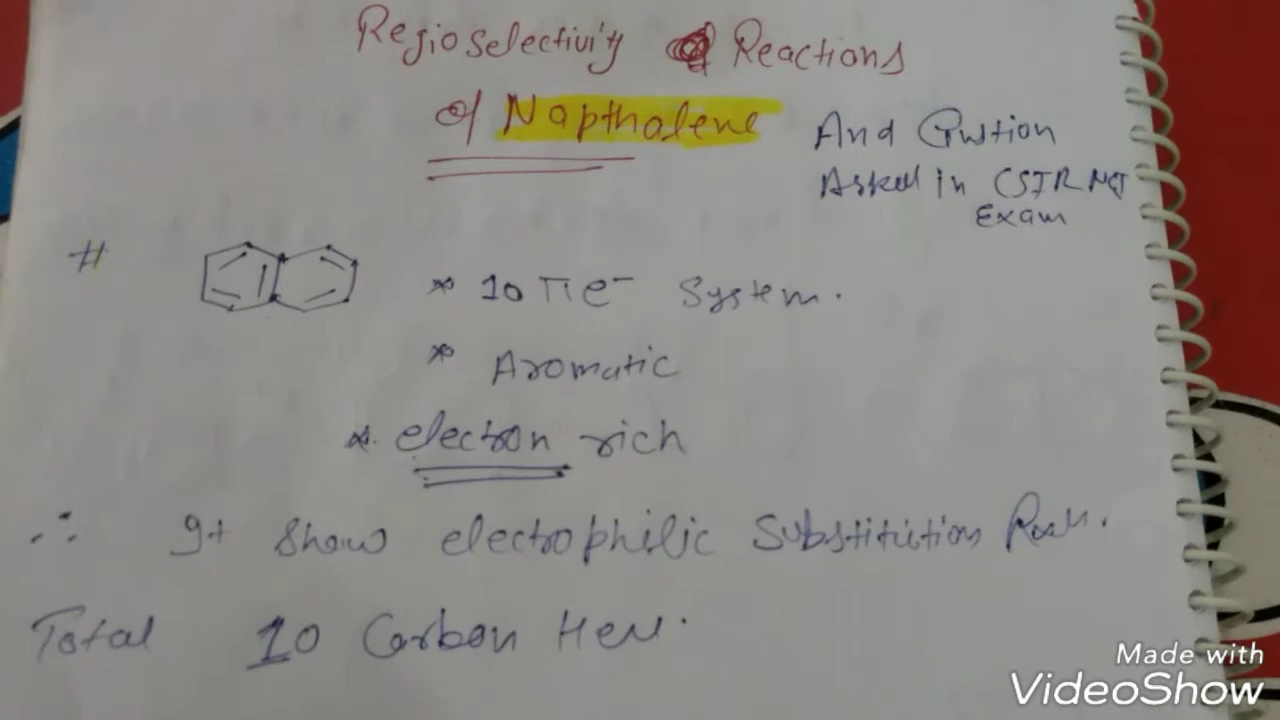 Regioselectivity Reactions
of Napthalene
And Qustion
Asked in CSIR NET
Exam
#
* 10 π e⁻ System.
* Aromatic
* electron rich
∴ It Show electrophilic Substitution Rea.
Total 10 Carbon Here.
Made with
VideoShow